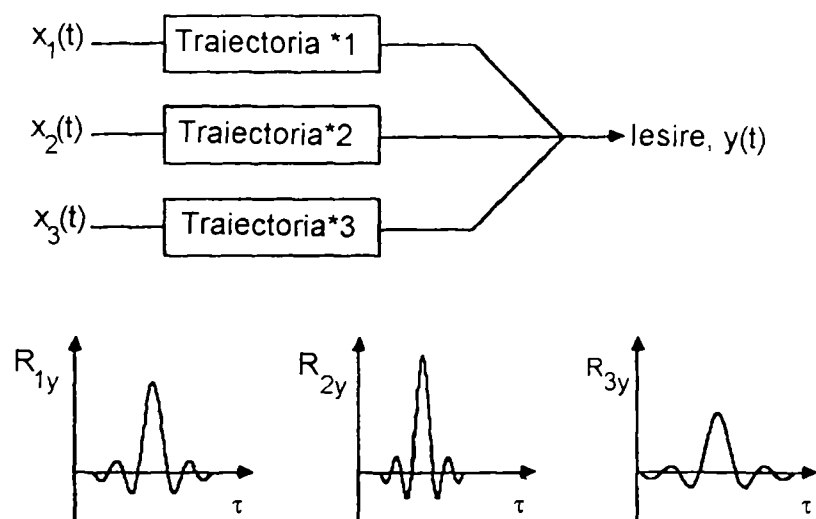 x₁(t) Traiectoria *1
x₂(t) Traiectoria*2 Iesire, y(t)
x₃(t) Traiectoria*3
R₁y R₂y R₃y
τ τ τ